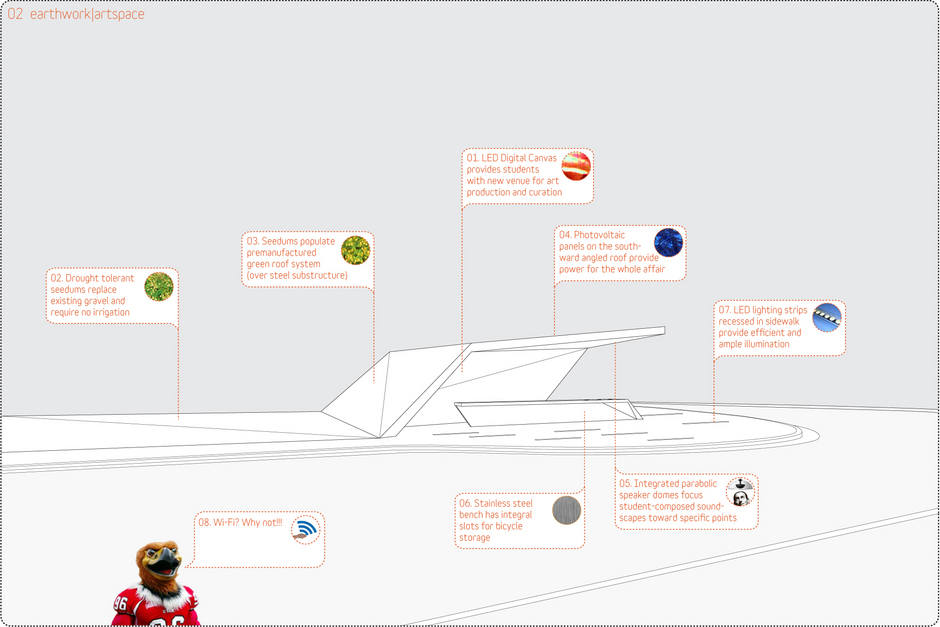 02 earthwork|artspace
01. LED Digital Canvas
provides students
with new venue for art
production and curation
04. Photovoltaic
panels on the south-
ward angled roof provide
power for the whole affair
03. Seedums populate
premanufactured
green roof system
(over steel substructure)
02. Drought tolerant
seedums replace
existing gravel and
require no irrigation
07. LED lighting strips
recessed in sidewalk
provide efficient and
ample illumination
05. Integrated parabolic
speaker domes focus
student-composed sound-
scapes toward specific points
06. Stainless steel
bench has integral
slots for bicycle
storage
08. Wi-Fi? Why not!!!
96